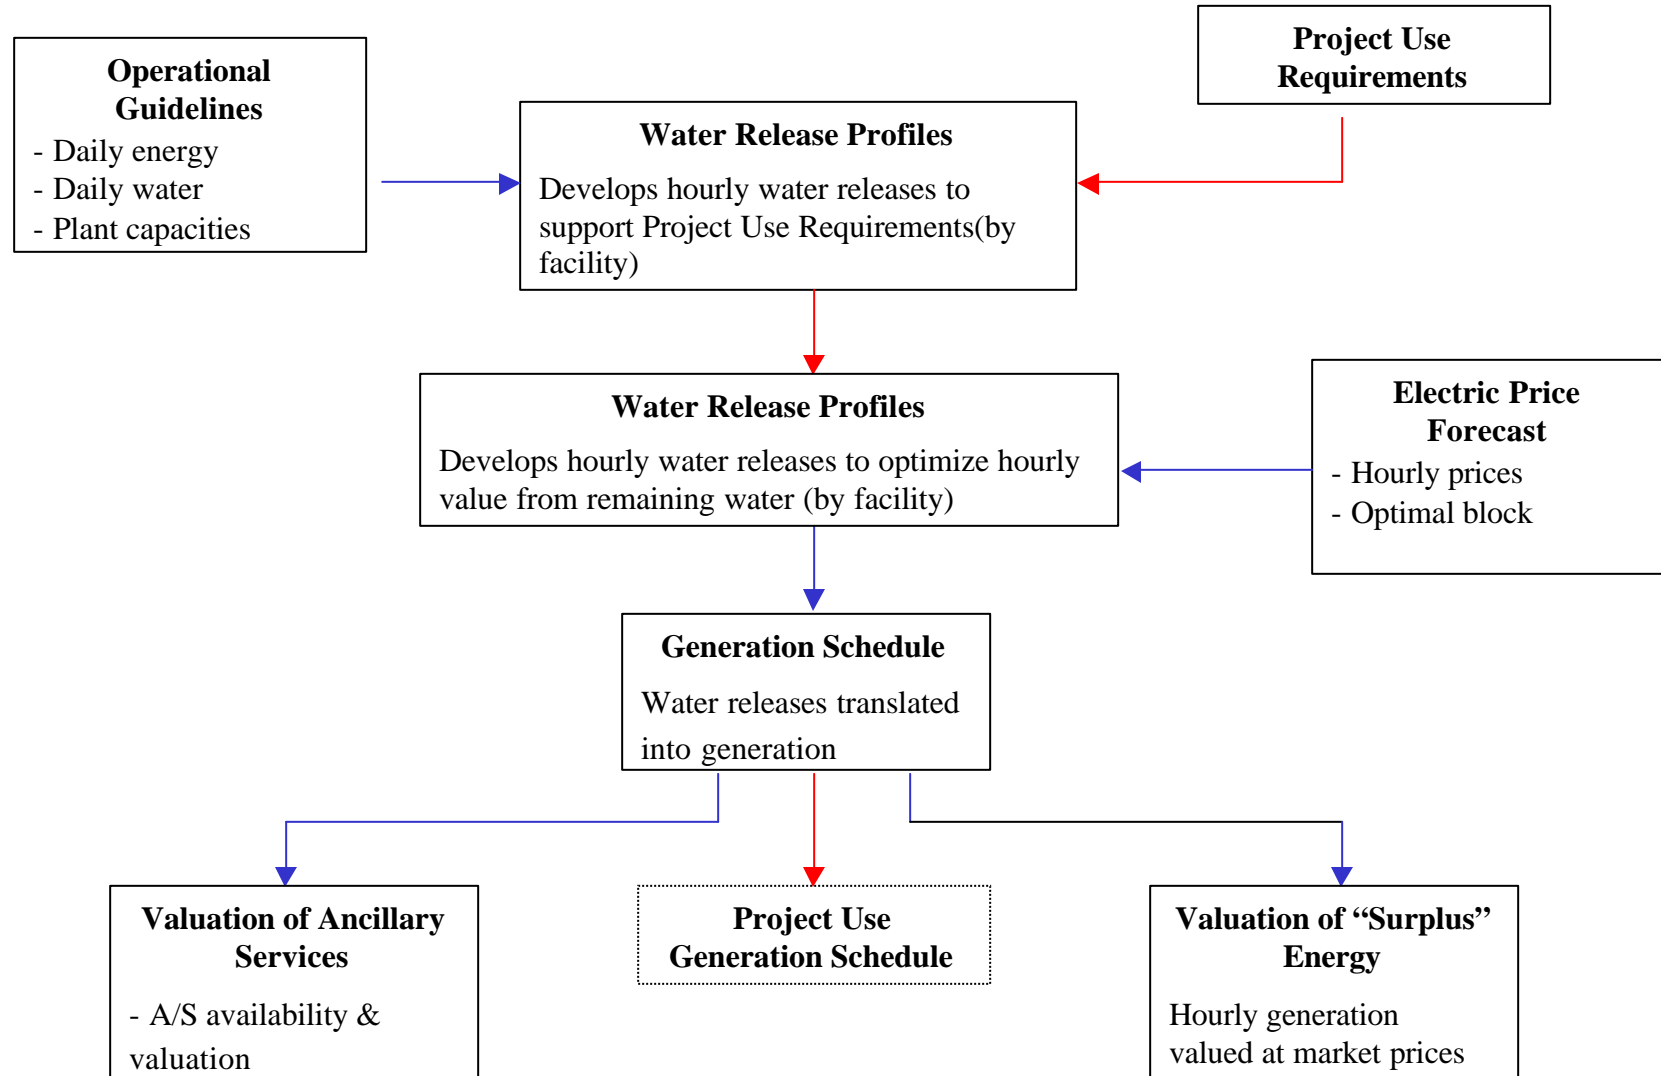 Operational
Guidelines
- Daily energy
- Daily water
- Plant capacities
Project Use
Requirements
Water Release Profiles
Develops hourly water releases to
support Project Use Requirements(by
facility)
Water Release Profiles
Develops hourly water releases to optimize hourly
value from remaining water (by facility)
Electric Price
Forecast
- Hourly prices
- Optimal block
Generation Schedule
Water releases translated
into generation
Valuation of Ancillary
Services
- A/S availability &
valuation
Project Use
Generation Schedule
Valuation of “Surplus”
Energy
Hourly generation
valued at market prices